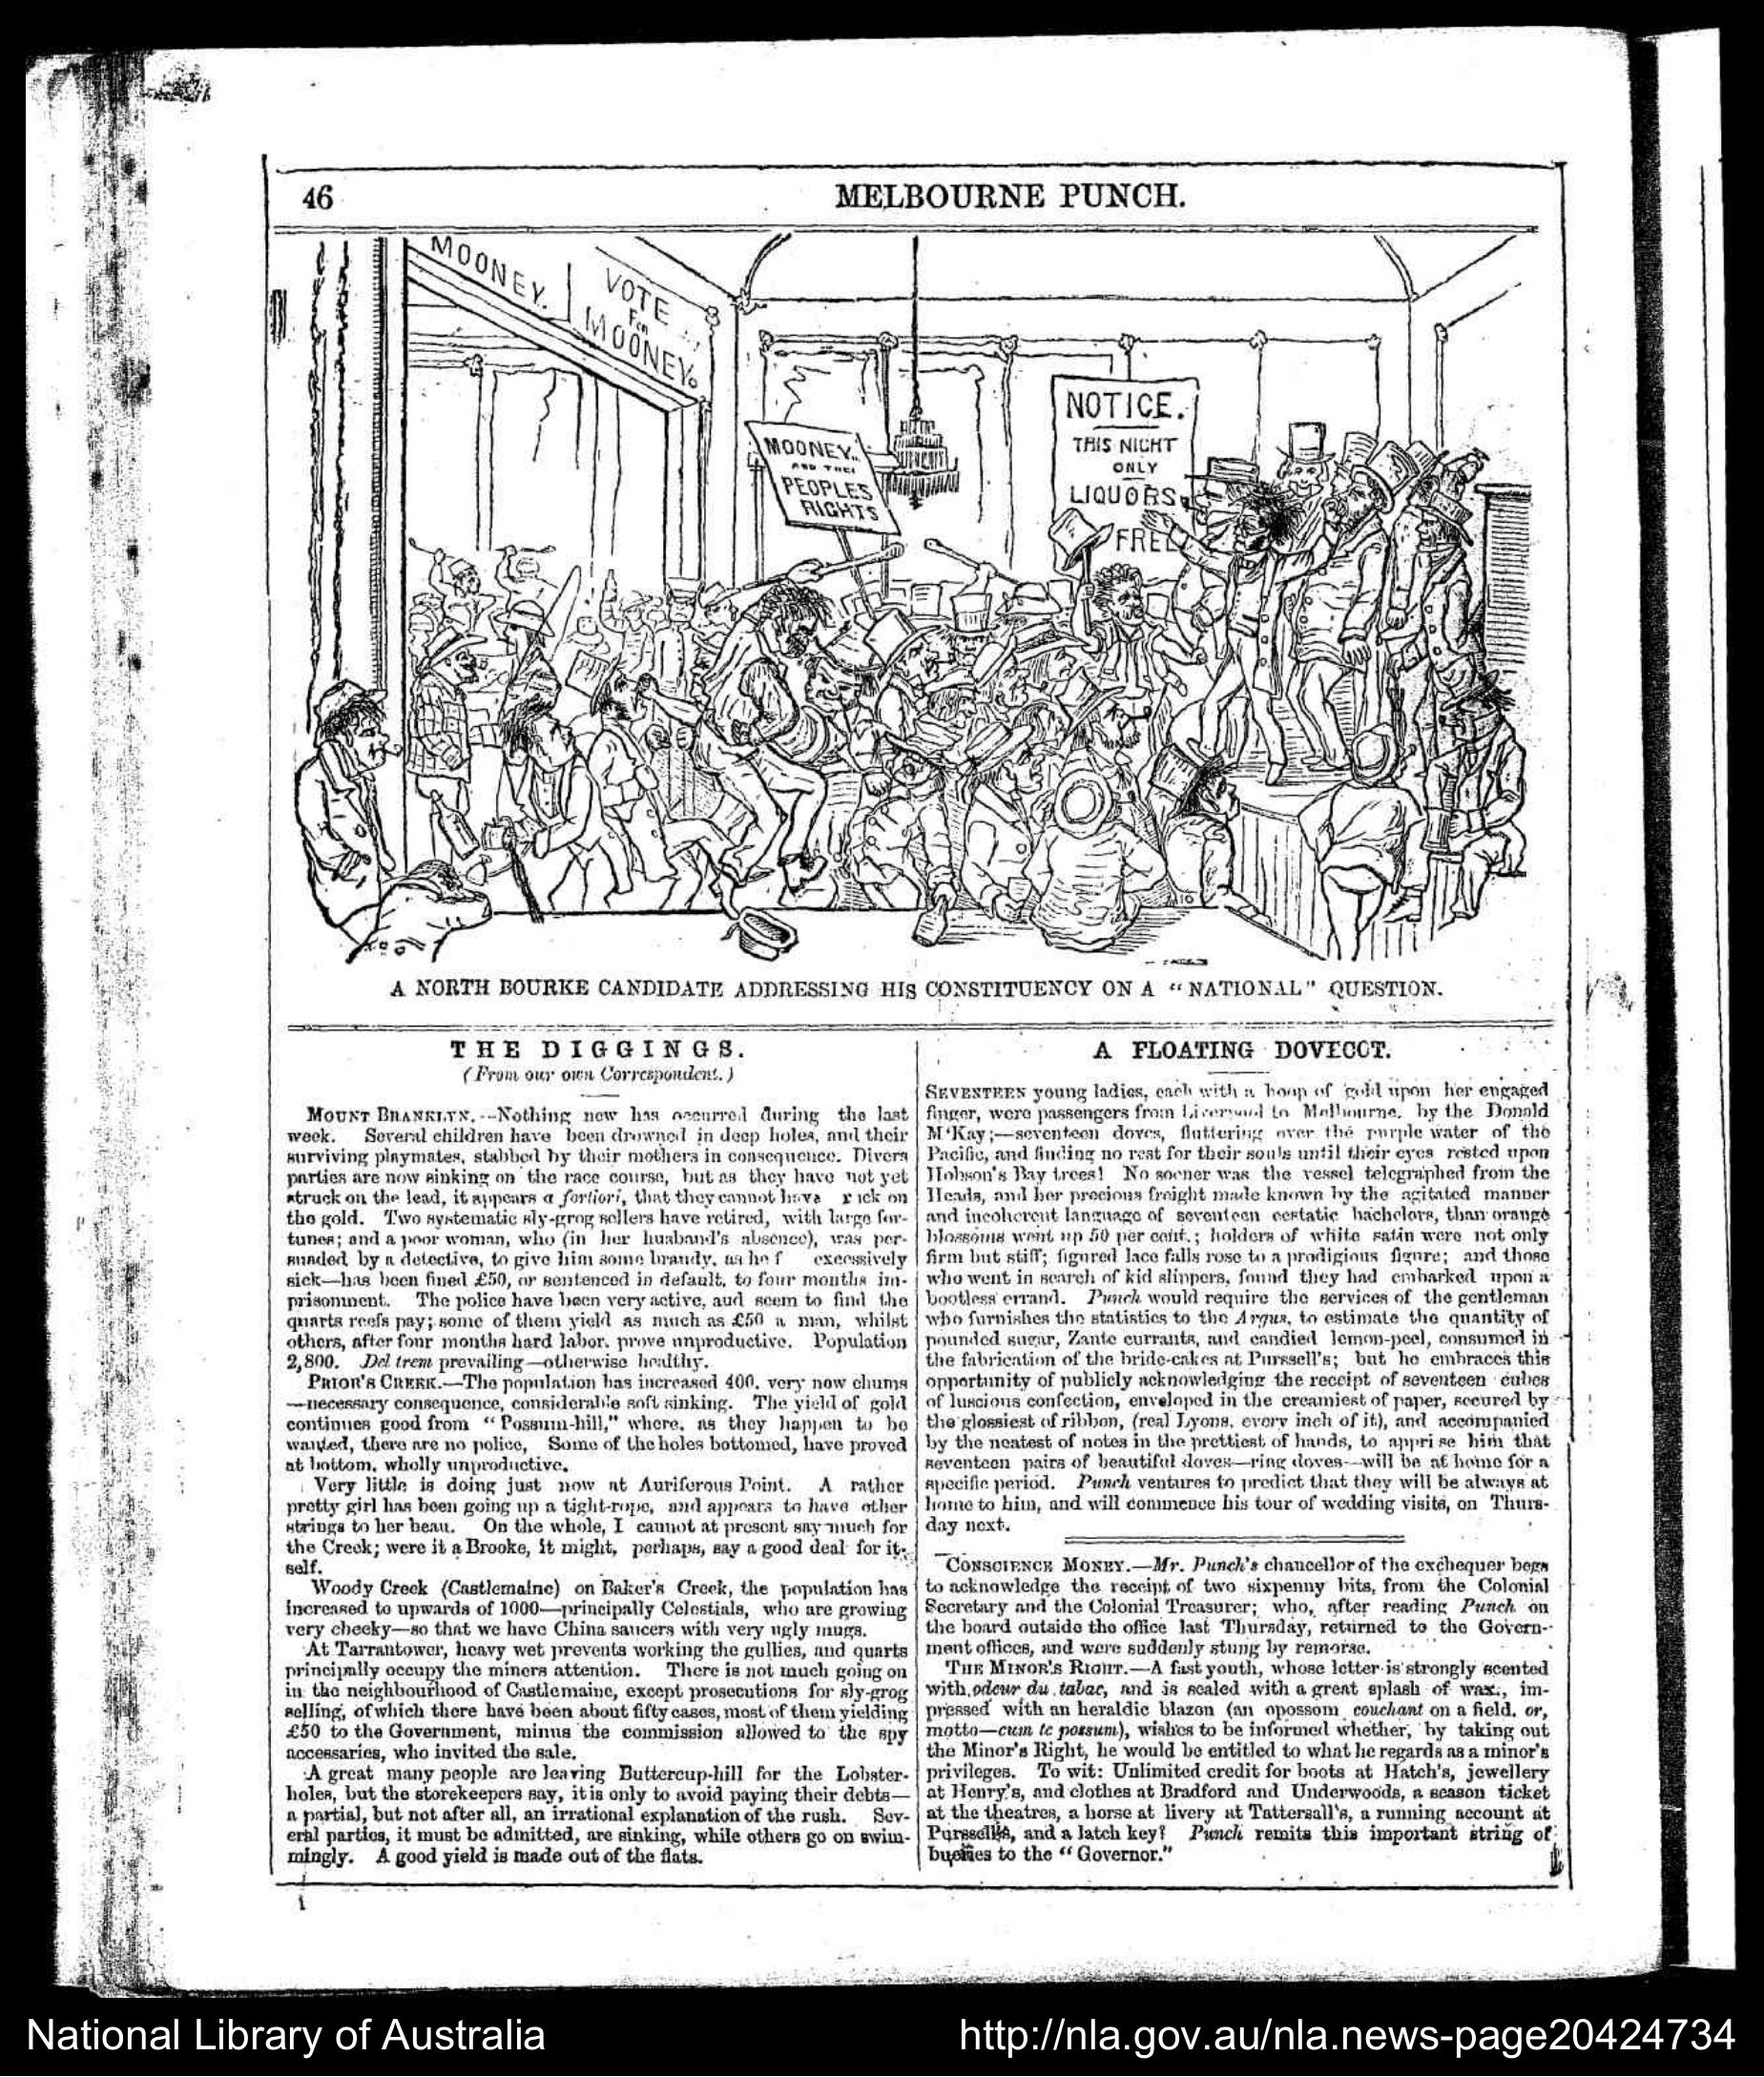 46
MELBOURNE PUNCH.
MOONEY.
VOTE
For
MOONEY.
MOONEY.
AND THE
PEOPLES
RIGHTS
NOTICE.
THIS NIGHT
ONLY
LIQUORS
FREE
A NORTH BOURKE CANDIDATE ADDRESSING HIS CONSTITUENCY ON A "NATIONAL" QUESTION.
THE DIGGINGS.
(From our own Correspondent.)
MOUNT BRANKLYN.--Nothing new has occurred during the last
week. Several children have been drowned in deep holes, and their
surviving playmates, stabbed by their mothers in consequence. Divers
parties are now sinking on the race course, but as they have not yet
struck on the lead, it appears a fortiori, that they cannot have ick on
the gold. Two systematic sly-grog sellers have retired, with large for-
tunes; and a poor woman, who (in her husband's absence), was per-
suaded by a detective, to give him some brandy, as he f excessively
sick—has been fined £50, or sentenced in default, to four months im-
prisonment. The police have been very active, aud seem to find the
quarts reefs pay; some of them yield as much as £50 a man, whilst
others, after four months hard labor, prove unproductive. Population
2,800. Del trem prevailing—otherwise healthy.
PRIOR'S CREEK.—The population has increased 400, very new chums
—necessary consequence, considerable soft sinking. The yield of gold
continues good from "Possum-hill," where, as they happen to be
wanted, there are no police, Some of the holes bottomed, have proved
at bottom, wholly unproductive.
Very little is doing just now at Auriferous Point. A rather
pretty girl has been going up a tight-rope, and appears to have other
strings to her beau. On the whole, I cannot at present say much for
the Creek; were it a Brooke, it might, perhaps, say a good deal for it-
self.
Woody Creek (Castlemaine) on Baker's Creek, the population has
increased to upwards of 1000—principally Celestials, who are growing
very cheeky—so that we have China saucers with very ugly mugs.
At Tarrantower, heavy wet prevents working the gullies, and quarts
principally occupy the miners attention. There is not much going on
in the neighbourhood of Castlemaine, except prosecutions for sly-grog
selling, of which there have been about fifty cases, most of them yielding
£50 to the Government, minus the commission allowed to the spy
accessaries, who invited the sale.
A great many people are leaving Buttercup-hill for the Lobster-
holes, but the storekeepers say, it is only to avoid paying their debts—
a partial, but not after all, an irrational explanation of the rush. Sev-
eral parties, it must be admitted, are sinking, while others go on swim-
mingly. A good yield is made out of the flats.
A FLOATING DOVECOT.
SEVENTEEN young ladies, each with a hoop of gold upon her engaged
finger, were passengers from Liverpool to Melbourne, by the Donald
M'Kay;—seventeen doves, fluttering over the purple water of the
Pacific, and finding no rest for their souls until their eyes rested upon
Hobson's Bay trees! No sooner was the vessel telegraphed from the
Heads, and her precious freight made known by the agitated manner
and incoherent language of seventeen ecstatic bachelors, than orange
blossoms went up 50 per cent.; holders of white satin were not only
firm but stiff; figured lace falls rose to a prodigious figure; and those
who went in search of kid slippers, found they had embarked upon a
bootless errand. Punch would require the services of the gentleman
who furnishes the statistics to the Argus, to estimate the quantity of
pounded sugar, Zante currants, and candied lemon-peel, consumed in
the fabrication of the bride-cakes at Purssell's; but he embraces this
opportunity of publicly acknowledging the receipt of seventeen cubes
of luscious confection, enveloped in the creamiest of paper, secured by
the glossiest of ribbon, (real Lyons, every inch of it), and accompanied
by the neatest of notes in the prettiest of hands, to apprise him that
seventeen pairs of beautiful doves—ring doves—will be at home for a
specific period. Punch ventures to predict that they will be always at
home to him, and will commence his tour of wedding visits, on Thurs-
day next.
CONSCIENCE MONEY.—Mr. Punch's chancellor of the exchequer begs
to acknowledge the receipt of two sixpenny bits, from the Colonial
Secretary and the Colonial Treasurer; who, after reading Punch on
the board outside the office last Thursday, returned to the Govern-
ment offices, and were suddenly stung by remorse.
THE MINOR'S RIGHT.—A fast youth, whose letter is strongly scented
with odeur du tabac, and is sealed with a great splash of wax., im-
pressed with an heraldic blazon (an opossom couchant on a field, or,
motto—cum te possum), wishes to be informed whether, by taking out
the Minor's Right, he would be entitled to what he regards as a minor's
privileges. To wit: Unlimited credit for boots at Hatch's, jewellery
at Henry's, and clothes at Bradford and Underwoods, a season ticket
at the theatres, a horse at livery at Tattersall's, a running account at
Purssell's, and a latch key? Punch remits this important string of
to the "Governor."
National Library of Australia
http://nla.gov.au/nla.news-page20424734